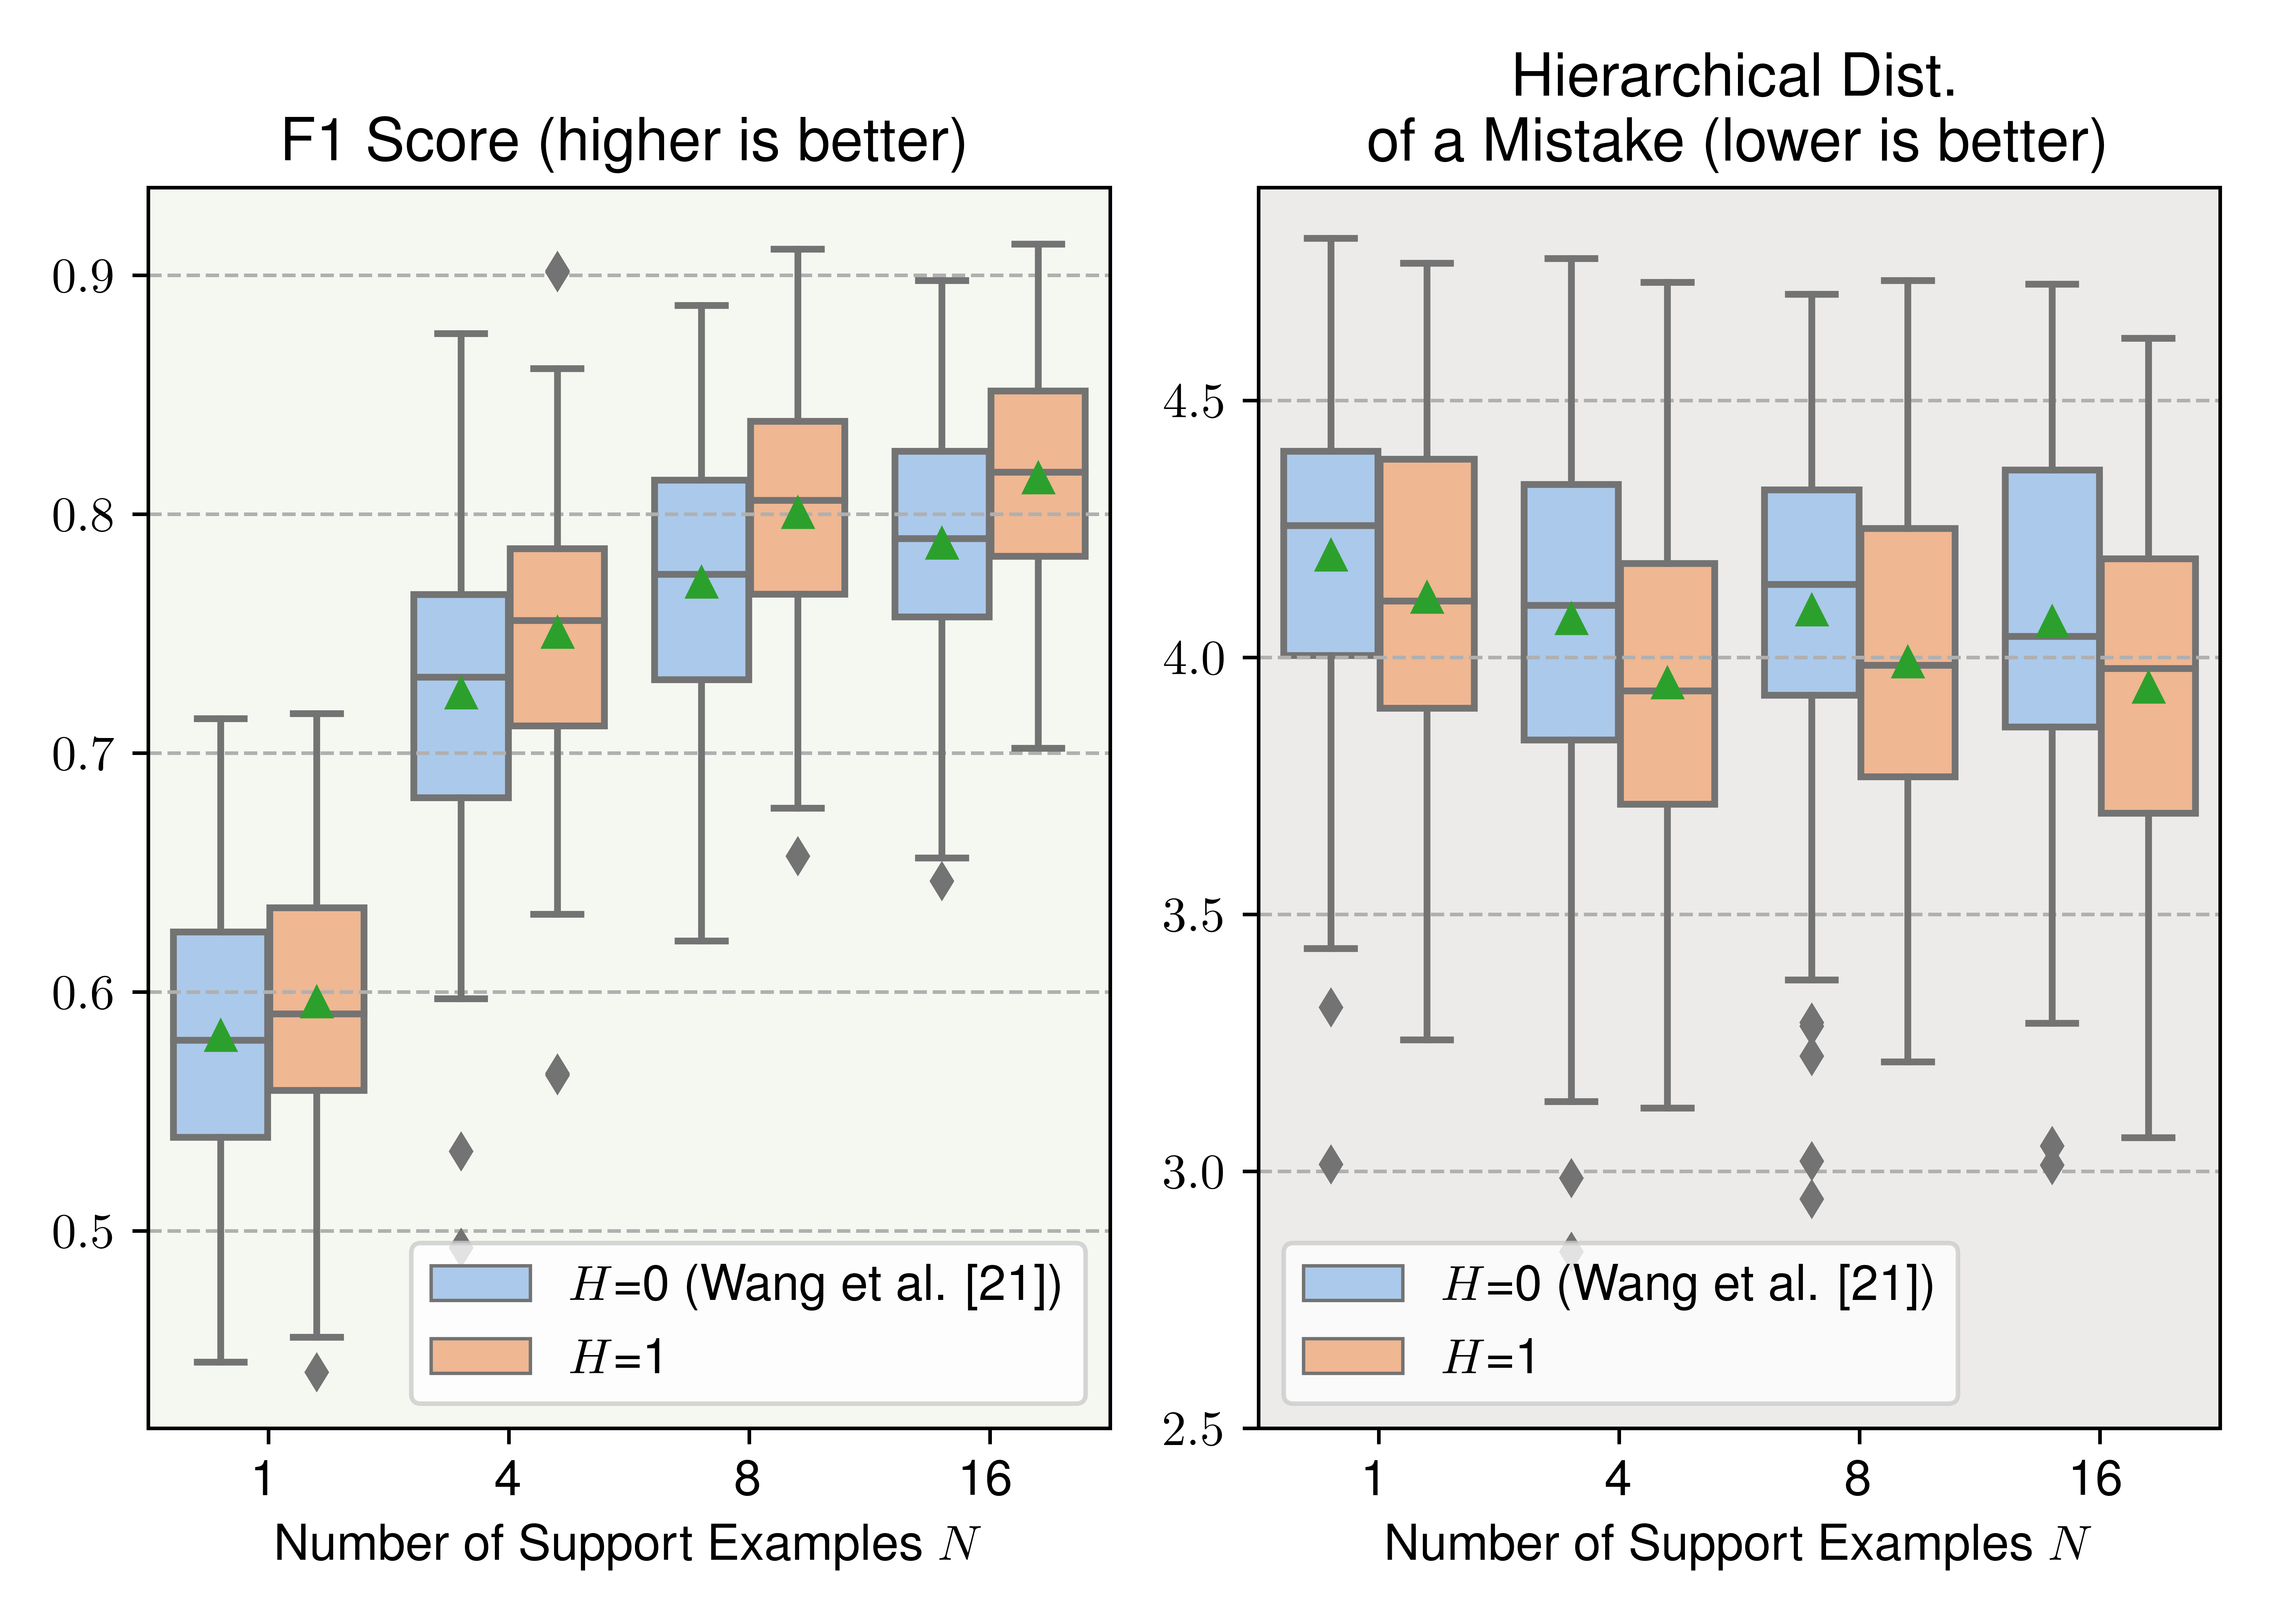 F1 Score (higher is better)
0.9
0.8
0.7
0.6
0.5
H=0 (Wang et al. [21])
H=1
1 4 8 16
Number of Support Examples N
Hierarchical Dist.
of a Mistake (lower is better)
4.5
4.0
3.5
3.0
2.5
H=0 (Wang et al. [21])
H=1
1 4 8 16
Number of Support Examples N